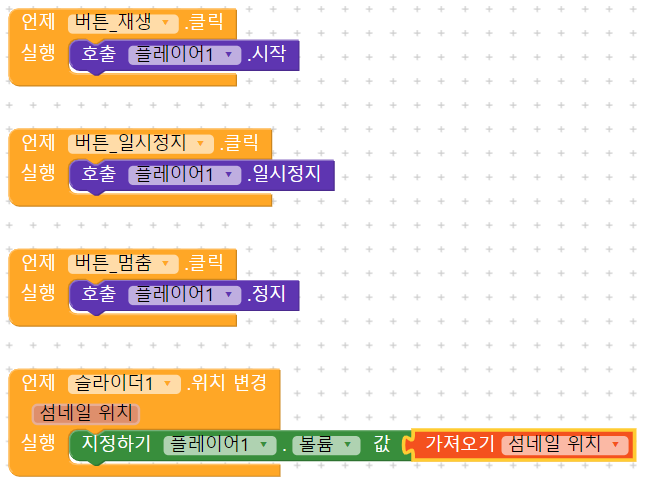 언제 버튼_재생 .클릭
실행 호출 플레이어1 .시작
언제 버튼_일시정지 .클릭
실행 호출 플레이어1 .일시정지
언제 버튼_멈춤 .클릭
실행 호출 플레이어1 .정지
언제 슬라이더1 .위치 변경
섬네일 위치
실행 지정하기 플레이어1 . 볼륨 값 가져오기 섬네일 위치